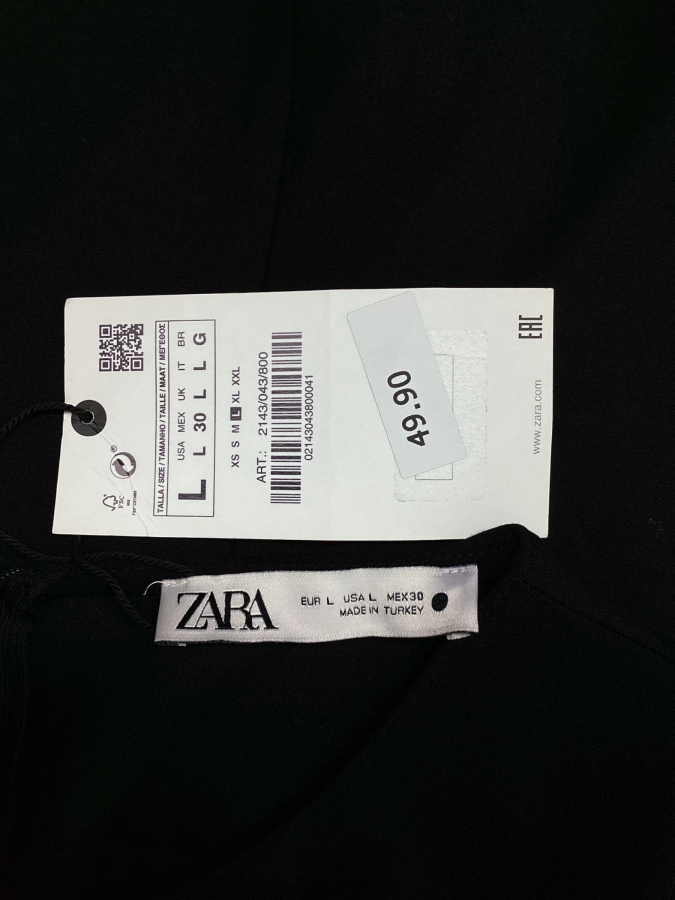 TALLA / SIZE / TAMANHO / TAILLE / MAAT / ΜΕΓΕΘΟΣ
USA MEX UK IT BR
L L 30 L L G
XS S M L XL XXL
ART.: 2143/043/800
02143043800041
49.90
EAC
www.zara.com
FSC
ZARA
EUR L USA L MEX30
MADE IN TURKEY